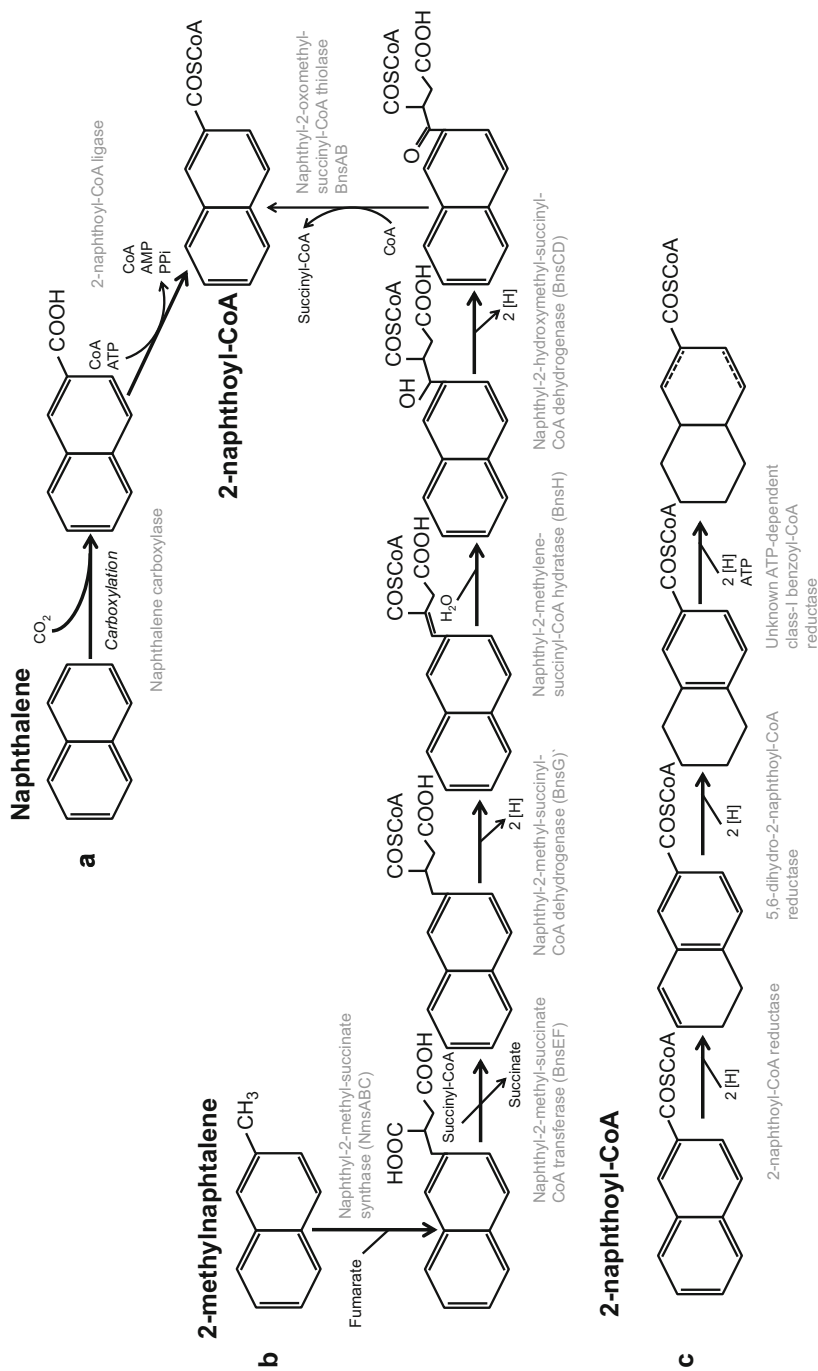 a
Naphthalene
CO2
Carboxylation
Naphthalene carboxylase
COOH
CoA
ATP
CoA
AMP
PPi
2-naphthoyl-CoA ligase
2-naphthoyl-CoA
COSCoA
b
2-methylnaphtalene
CH3
Fumarate
Naphthyl-2-methyl-succinate
synthase (NmsABC)
HOOC
COOH
Succinyl-CoA
Succinate
Naphthyl-2-methyl-succinate
CoA transferase (BnsEF)
COSCoA
COOH
2 [H]
Naphthyl-2-methyl-succinyl-
CoA dehydrogenase (BnsG)`
COSCoA
COOH
H2O
Naphthyl-2-methylene-
succinyl-CoA hydratase (BnsH)
OH
COSCoA
COOH
2 [H]
Naphthyl-2-hydroxymethyl-succinyl-
CoA dehydrogenase (BnsCD)
O
COSCoA
COOH
CoA
Succinyl-CoA
Naphthyl-2-oxomethyl-
succinyl-CoA thiolase
BnsAB
c
2-naphthoyl-CoA
COSCoA
2 [H]
2-naphthoyl-CoA reductase
COSCoA
2 [H]
5,6-dihydro-2-naphthoyl-CoA
reductase
COSCoA
2 [H]
ATP
Unknown ATP-dependent
class-I benzoyl-CoA
reductase
COSCoA